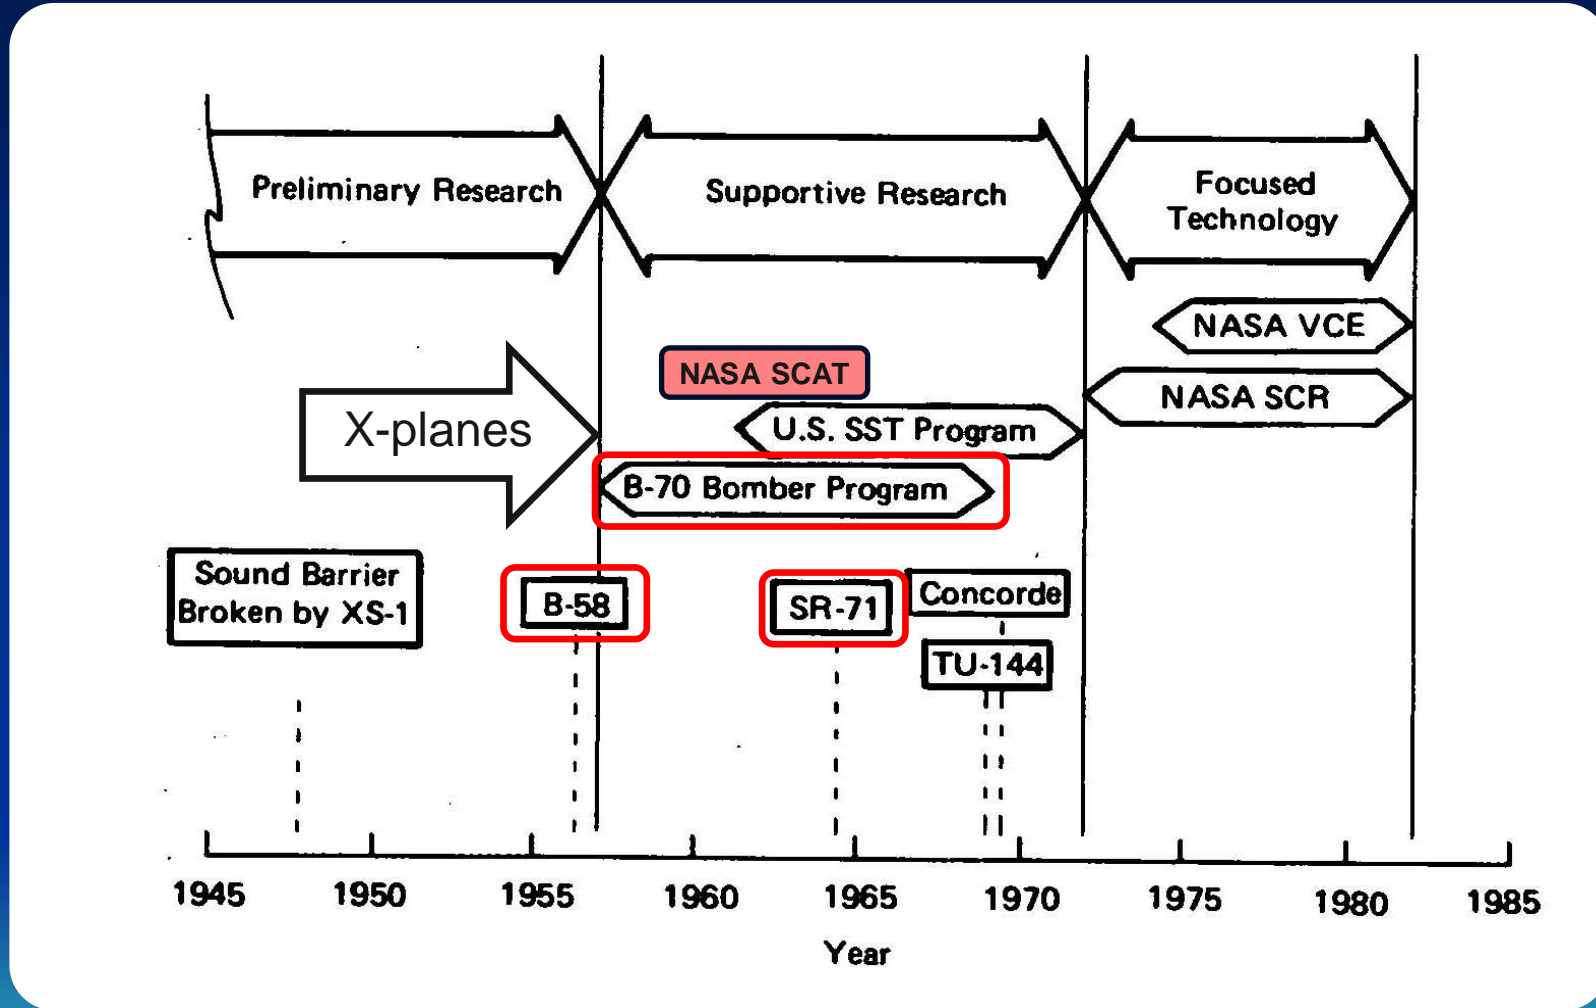 Preliminary Research
Supportive Research
Focused
Technology
NASA VCE
NASA SCAT
NASA SCR
X-planes
U.S. SST Program
B-70 Bomber Program
Sound Barrier
Broken by XS-1
B-58
SR-71
Concorde
TU-144
1945 1950 1955 1960 1965 1970 1975 1980 1985
Year